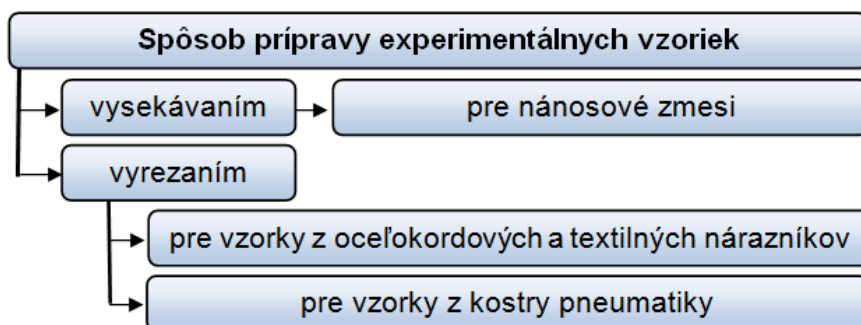 Spôsob prípravy experimentálnych vzoriek
vysekávaním
pre nánosové zmesi
vyrezaním
pre vzorky z oceľokordových a textilných nárazníkov
pre vzorky z kostry pneumatiky